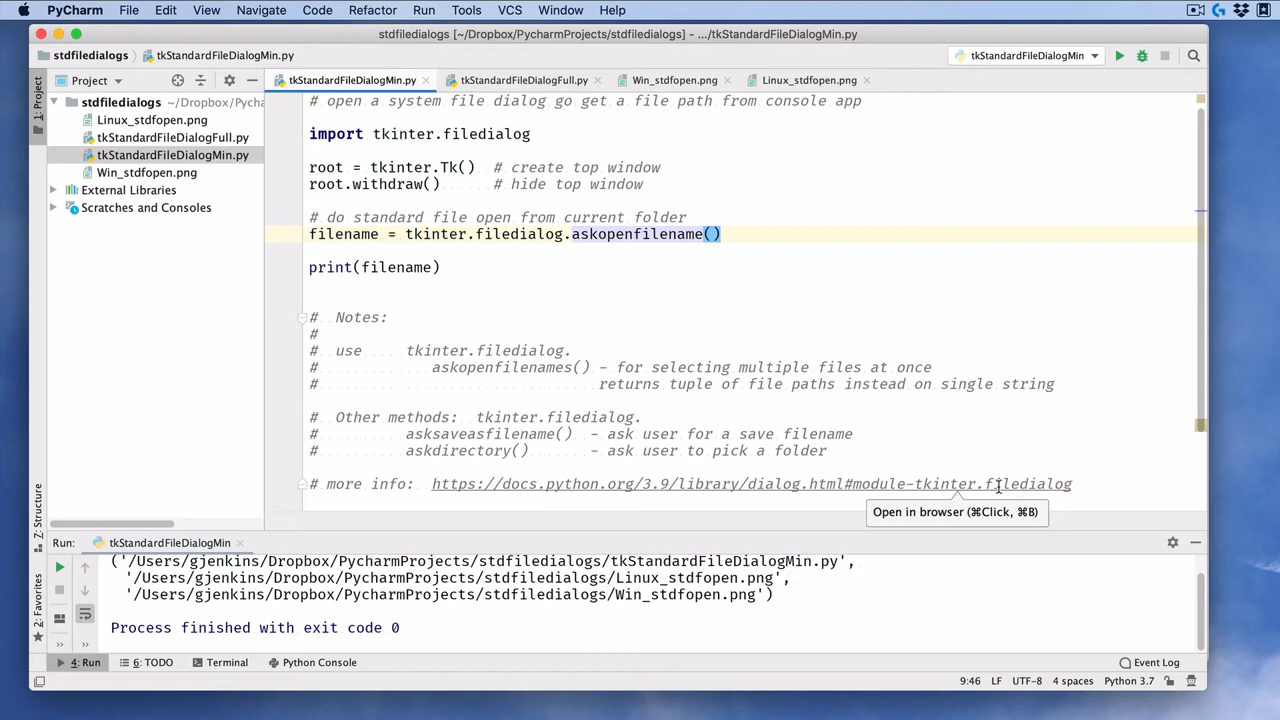 PyCharm File Edit View Navigate Code Refactor Run Tools VCS Window Help
stdfiledialogs [~/Dropbox/PycharmProjects/stdfiledialogs] - .../tkStandardFileDialogMin.py
stdfiledialogs tkStandardFileDialogMin.py tkStandardFileDialogMin
Project tkStandardFileDialogMin.py tkStandardFileDialogFull.py Win_stdfopen.png Linux_stdfopen.png
1: Project
stdfiledialogs ~/Dropbox/Pych
Linux_stdfopen.png
tkStandardFileDialogFull.py
tkStandardFileDialogMin.py
Win_stdfopen.png
External Libraries
Scratches and Consoles
# open a system file dialog go get a file path from console app
import tkinter.filedialog
root = tkinter.Tk() # create top window
root.withdraw() # hide top window
# do standard file open from current folder
filename = tkinter.filedialog.askopenfilename()
print(filename)
# Notes:
#
# use tkinter.filedialog.
# askopenfilenames() - for selecting multiple files at once
# returns tuple of file paths instead on single string
# Other methods: tkinter.filedialog.
# asksaveasfilename() - ask user for a save filename
# askdirectory() - ask user to pick a folder
# more info: https://docs.python.org/3.9/library/dialog.html#module-tkinter.filedialog
Open in browser (⌘Click, ⌘B)
7: Structure
2: Favorites
Run: tkStandardFileDialogMin
('/Users/gjenkins/Dropbox/PycharmProjects/stdfiledialogs/tkStandardFileDialogMin.py',
'/Users/gjenkins/Dropbox/PycharmProjects/stdfiledialogs/Linux_stdfopen.png',
'/Users/gjenkins/Dropbox/PycharmProjects/stdfiledialogs/Win_stdfopen.png')
Process finished with exit code 0
4: Run 6: TODO Terminal Python Console Event Log
9:46 LF UTF-8 4 spaces Python 3.7